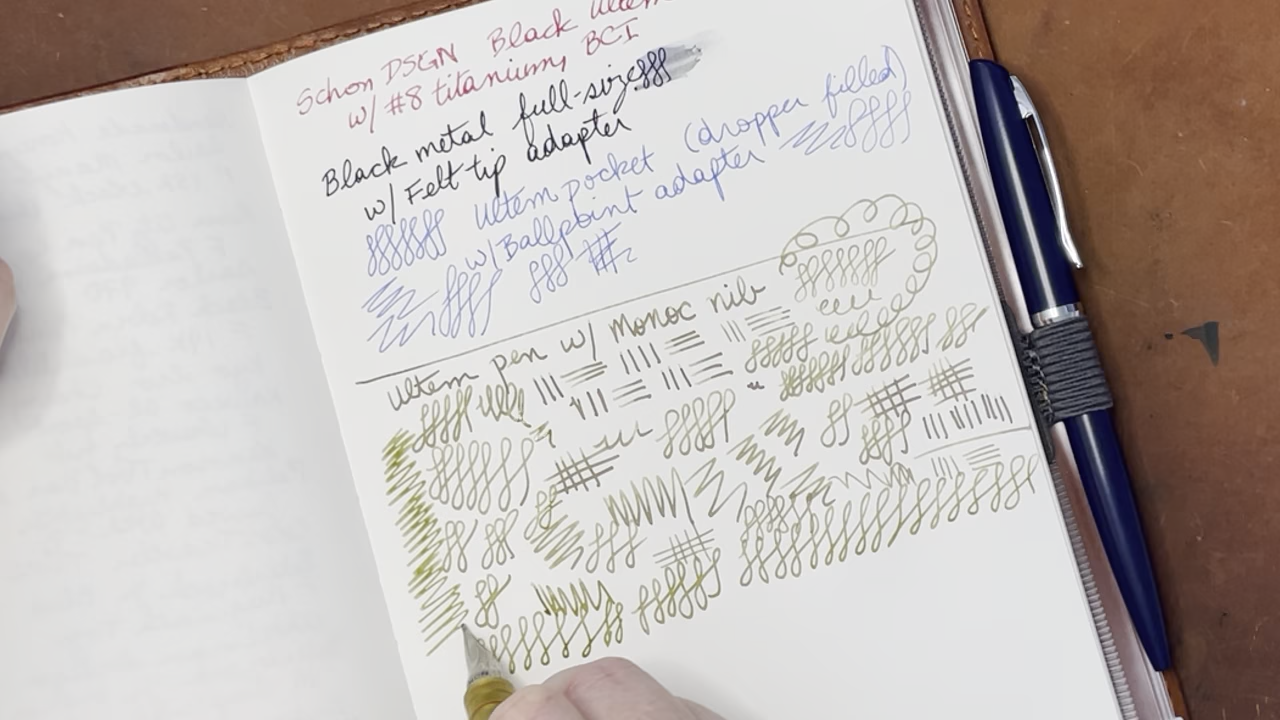 Schon DSGN Black Ultem
w/ #8 titanium, BCI
Black metal full-size
w/ Felt-tip adapter
Ultem pocket (dropper filled)
w/ Ballpoint adapter
Ultem pen w/ Monoc nib